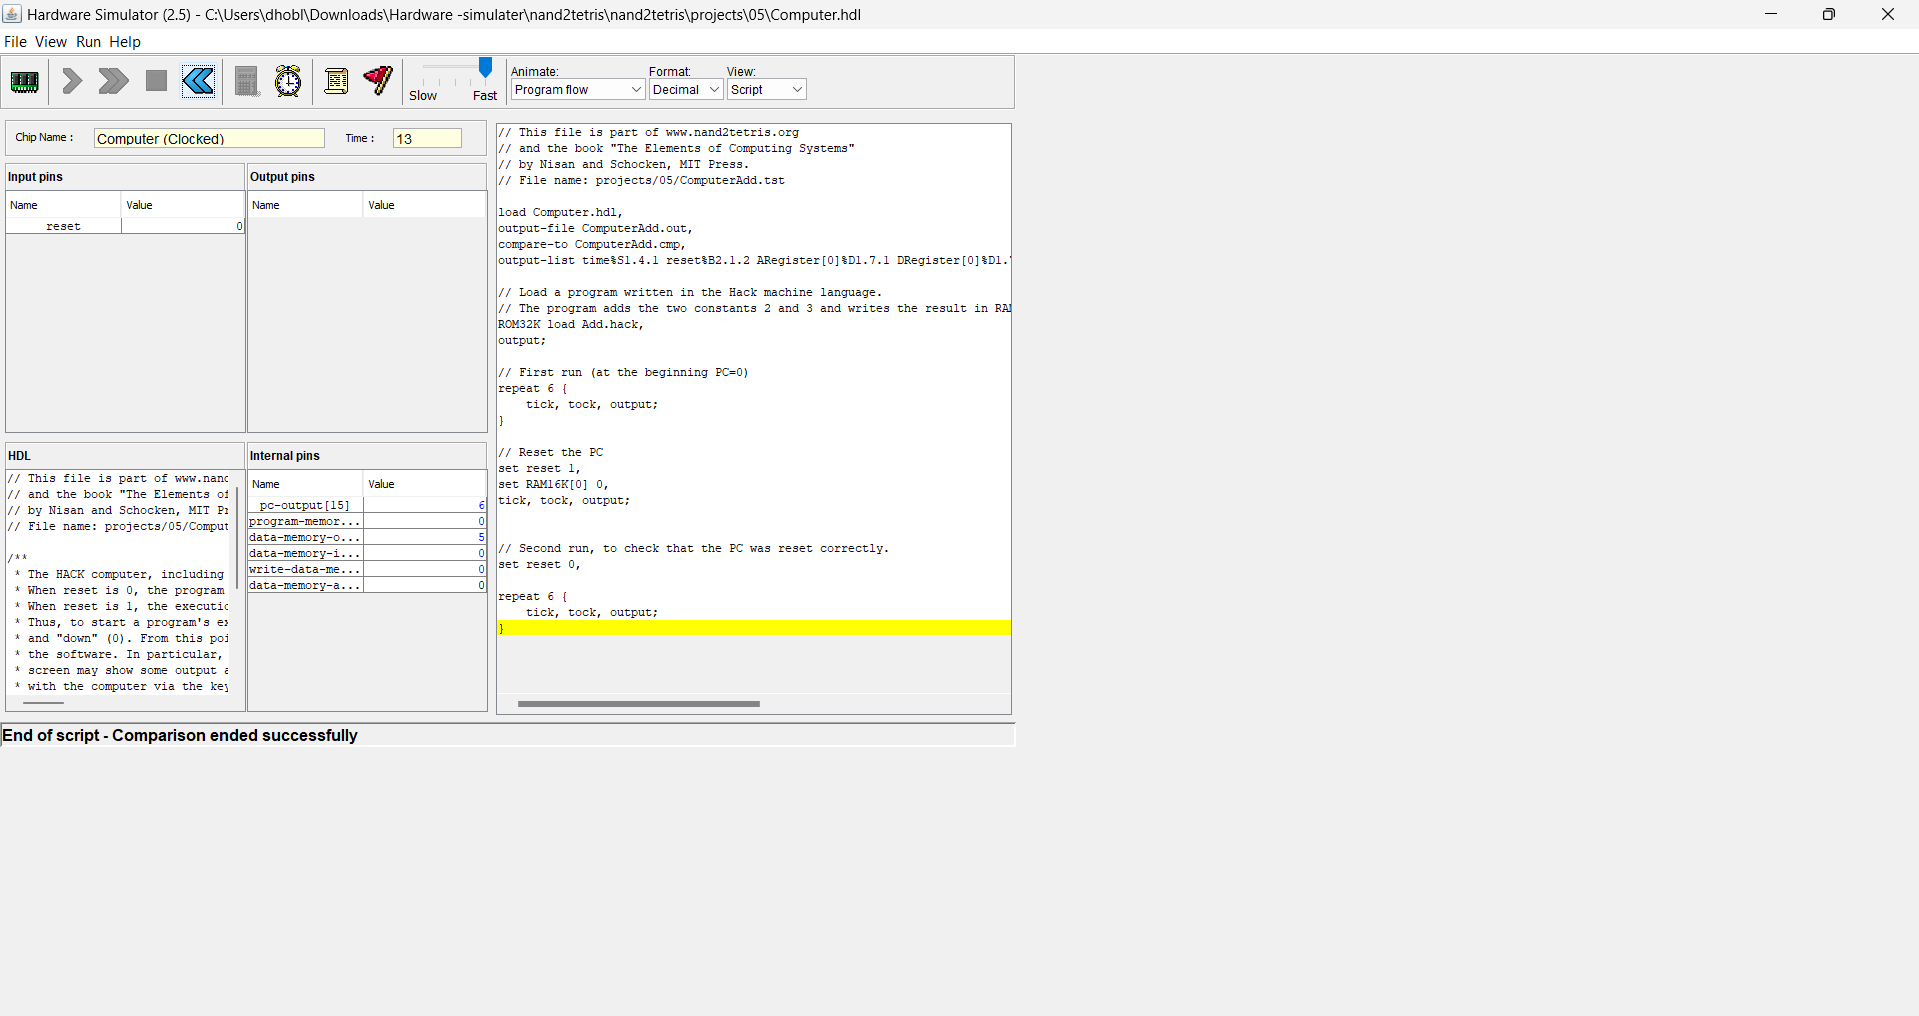 Hardware Simulator (2.5) - C:\Users\dhobl\Downloads\Hardware -simulater\nand2tetris\nand2tetris\projects\05\Computer.hdl
File View Run Help
Slow Fast
Animate: Format: View:
Program flow Decimal Script
Chip Name : Computer (Clocked) Time : 13
Input pins
Name Value
reset 0
Output pins
Name Value
HDL
// This file is part of www.nand
// and the book "The Elements of
// by Nisan and Schocken, MIT Pr
// File name: projects/05/Comput
/**
* The HACK computer, including
* When reset is 0, the program
* When reset is 1, the executio
* Thus, to start a program's ex
* and "down" (0). From this poi
* the software. In particular,
* screen may show some output a
* with the computer via the key
Internal pins
Name Value
pc-output[15] 6
program-memor... 0
data-memory-o... 5
data-memory-i... 0
write-data-me... 0
data-memory-a... 0
// This file is part of www.nand2tetris.org
// and the book "The Elements of Computing Systems"
// by Nisan and Schocken, MIT Press.
// File name: projects/05/ComputerAdd.tst
load Computer.hdl,
output-file ComputerAdd.out,
compare-to ComputerAdd.cmp,
output-list time%S1.4.1 reset%B2.1.2 ARegister[0]%D1.7.1 DRegister[0]%D1.
// Load a program written in the Hack machine language.
// The program adds the two constants 2 and 3 and writes the result in RAM
ROM32K load Add.hack,
output;
// First run (at the beginning PC=0)
repeat 6 {
tick, tock, output;
}
// Reset the PC
set reset 1,
set RAM16K[0] 0,
tick, tock, output;
// Second run, to check that the PC was reset correctly.
set reset 0,
repeat 6 {
tick, tock, output;
}
End of script - Comparison ended successfully